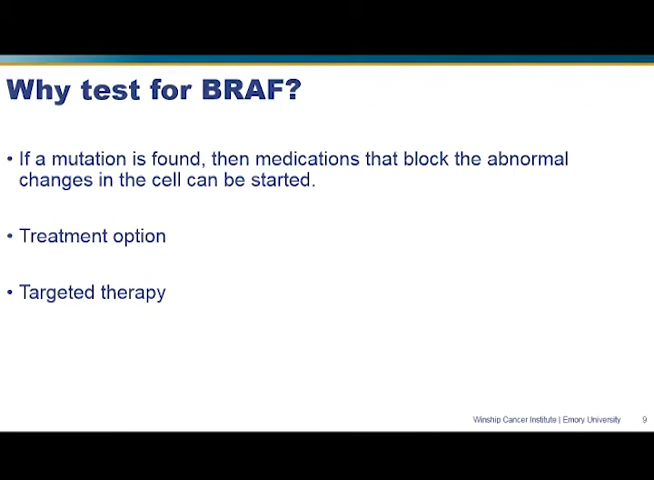 Why test for BRAF?
• If a mutation is found, then medications that block the abnormal
changes in the cell can be started.
• Treatment option
• Targeted therapy
Winship Cancer Institute | Emory University 9